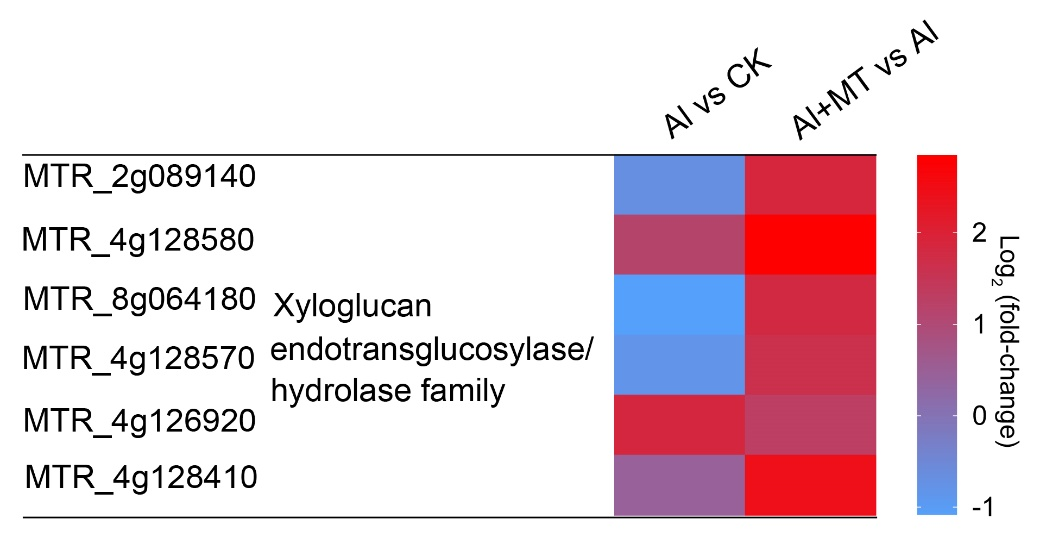 Al vs CK
Al+MT vs Al
MTR_2g089140
MTR_4g128580
MTR_8g064180
MTR_4g128570
MTR_4g126920
MTR_4g128410
Xyloglucan
endotransglucosylase/
hydrolase family
2
1
0
-1
Log₂ (fold-change)